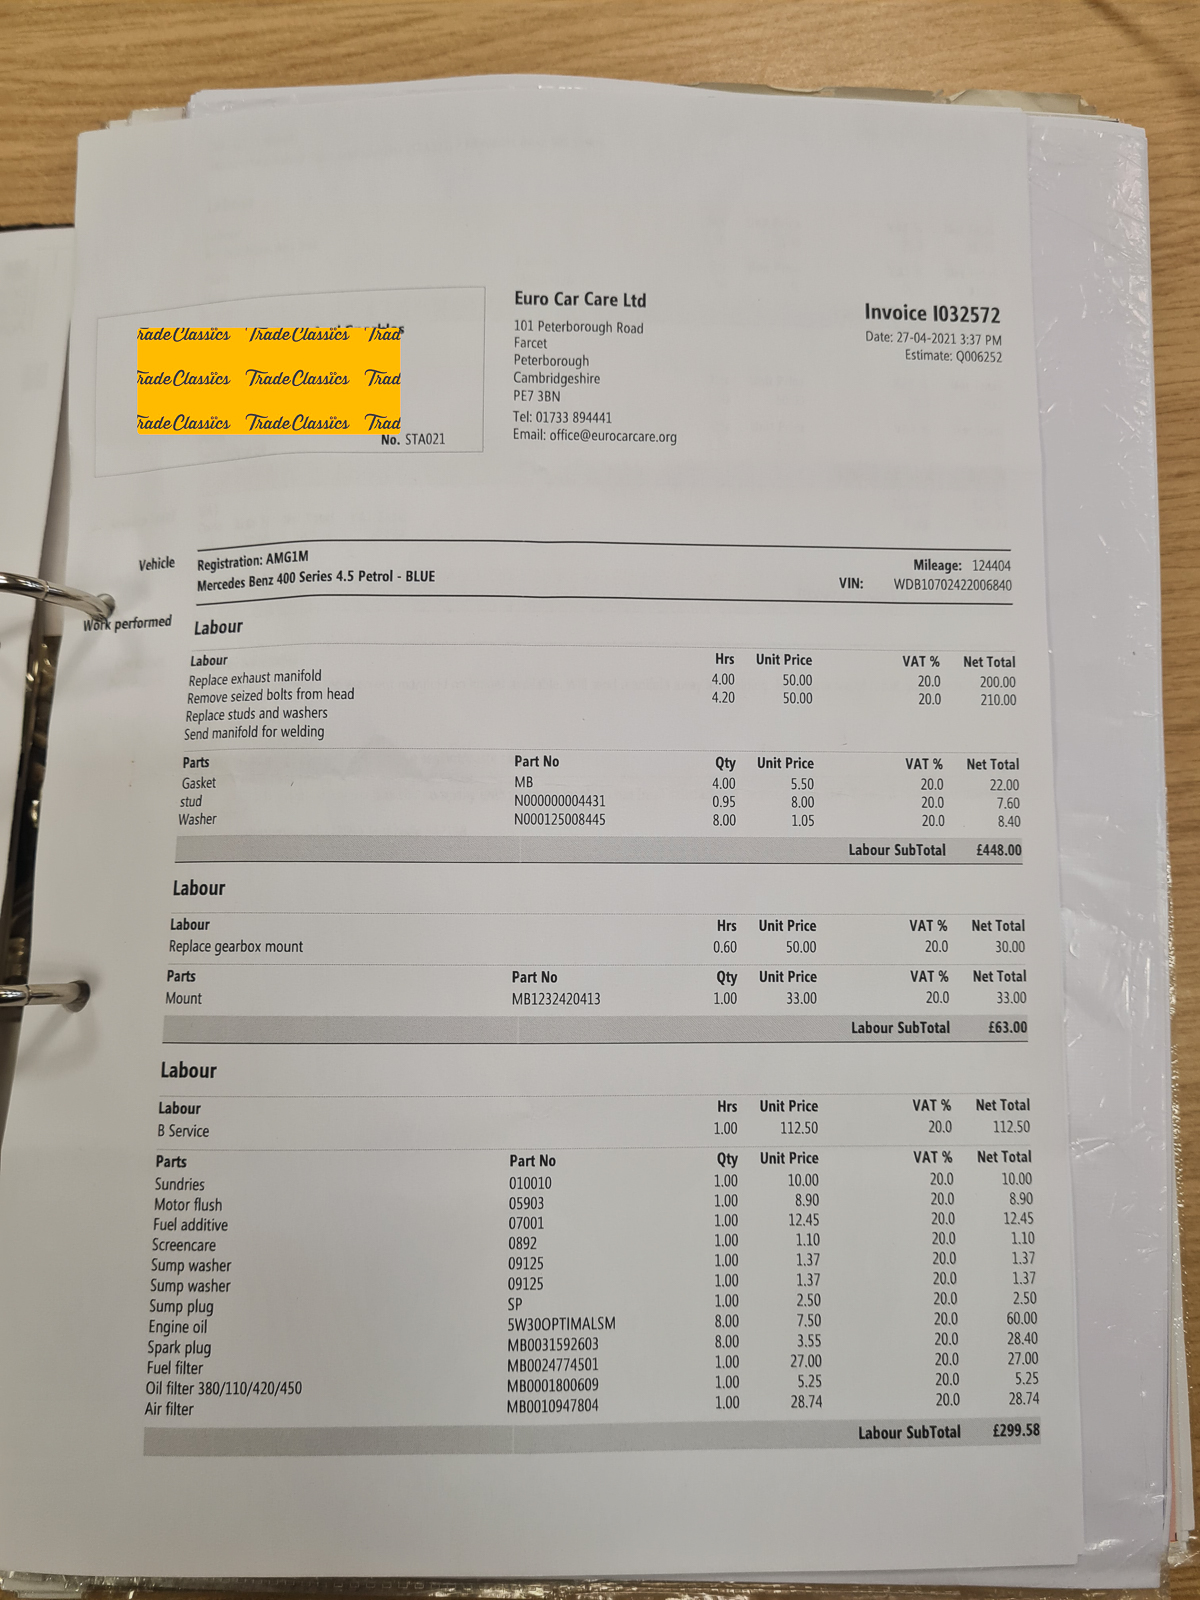 Euro Car Care Ltd
101 Peterborough Road
Farcet
Peterborough
Cambridgeshire
PE7 3BN
Tel: 01733 894441
Email: office@eurocarcare.org
Invoice I032572
Date: 27-04-2021 3:37 PM
Estimate: Q006252
rade Classics Trade Classics Trad
rade Classics Trade Classics Trad
rade Classics Trade Classics Trad
No. STA021
Vehicle
Registration: AMG1M
Mercedes Benz 400 Series 4.5 Petrol - BLUE
Mileage: 124404
VIN: WDB10702422006840
Work performed
Labour
Labour Hrs Unit Price VAT % Net Total
Replace exhaust manifold 4.00 50.00 20.0 200.00
Remove seized bolts from head 4.20 50.00 20.0 210.00
Replace studs and washers
Send manifold for welding
Parts Part No Qty Unit Price VAT % Net Total
Gasket MB 4.00 5.50 20.0 22.00
stud N000000004431 0.95 8.00 20.0 7.60
Washer N000125008445 8.00 1.05 20.0 8.40
Labour SubTotal £448.00
Labour
Labour Hrs Unit Price VAT % Net Total
Replace gearbox mount 0.60 50.00 20.0 30.00
Parts Part No Qty Unit Price VAT % Net Total
Mount MB1232420413 1.00 33.00 20.0 33.00
Labour SubTotal £63.00
Labour
Labour Hrs Unit Price VAT % Net Total
B Service 1.00 112.50 20.0 112.50
Parts Part No Qty Unit Price VAT % Net Total
Sundries 010010 1.00 10.00 20.0 10.00
Motor flush 05903 1.00 8.90 20.0 8.90
Fuel additive 07001 1.00 12.45 20.0 12.45
Screencare 0892 1.00 1.10 20.0 1.10
Sump washer 09125 1.00 1.37 20.0 1.37
Sump washer 09125 1.00 1.37 20.0 1.37
Sump plug SP 1.00 2.50 20.0 2.50
Engine oil 5W30OPTIMALSM 8.00 7.50 20.0 60.00
Spark plug MB0031592603 8.00 3.55 20.0 28.40
Fuel filter MB0024774501 1.00 27.00 20.0 27.00
Oil filter 380/110/420/450 MB0001800609 1.00 5.25 20.0 5.25
Air filter MB0010947804 1.00 28.74 20.0 28.74
Labour SubTotal £299.58